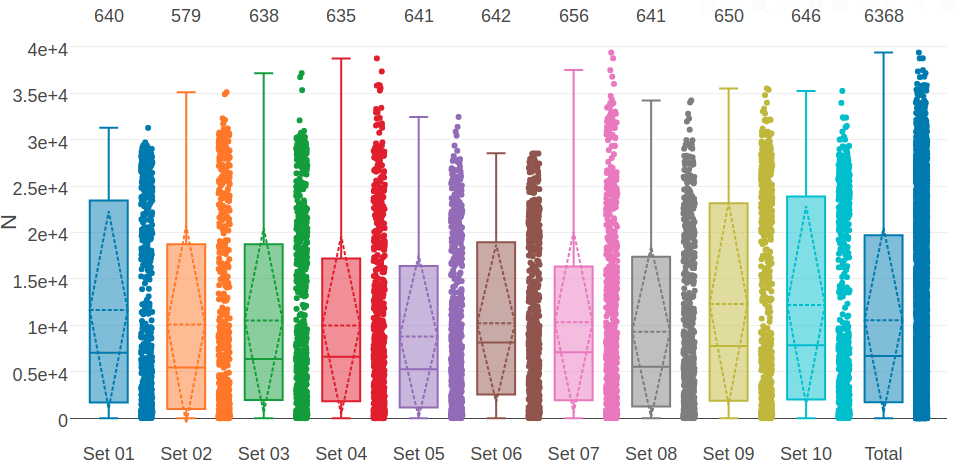 640 579 638 635 641 642 656 641 650 646 6368
4e+4
3.5e+4
3e+4
2.5e+4
2e+4
1.5e+4
1e+4
0.5e+4
0
N
Set 01 Set 02 Set 03 Set 04 Set 05 Set 06 Set 07 Set 08 Set 09 Set 10 Total